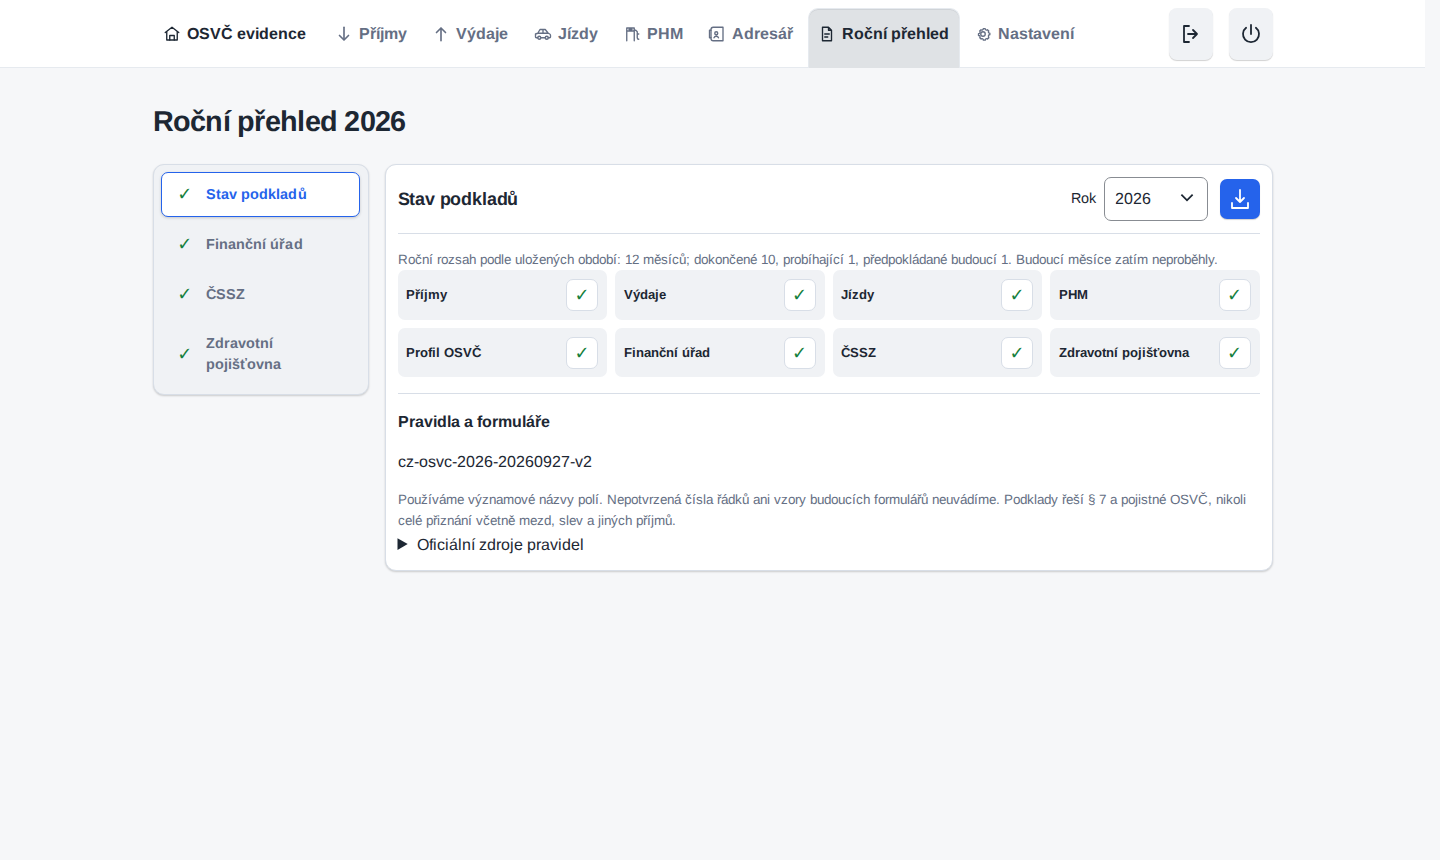 OSVČ evidence
Příjmy
Výdaje
Jízdy
PHM
Adresář
Roční přehled
Nastavení
Roční přehled 2026
✓ Stav podkladů
✓ Finanční úřad
✓ ČSSZ
✓ Zdravotní
pojišťovna
Stav podkladů
Rok 2026
Roční rozsah podle uložených období: 12 měsíců; dokončené 10, probíhající 1, předpokládané budoucí 1. Budoucí měsíce zatím neproběhly.
Příjmy ✓
Výdaje ✓
Jízdy ✓
PHM ✓
Profil OSVČ ✓
Finanční úřad ✓
ČSSZ ✓
Zdravotní pojišťovna ✓
Pravidla a formuláře
cz-osvc-2026-20260927-v2
Používáme významové názvy polí. Nepotvrzená čísla řádků ani vzory budoucích formulářů neuvádíme. Podklady řeší § 7 a pojistné OSVČ, nikoli
celé přiznání včetně mezd, slev a jiných příjmů.
Oficiální zdroje pravidel